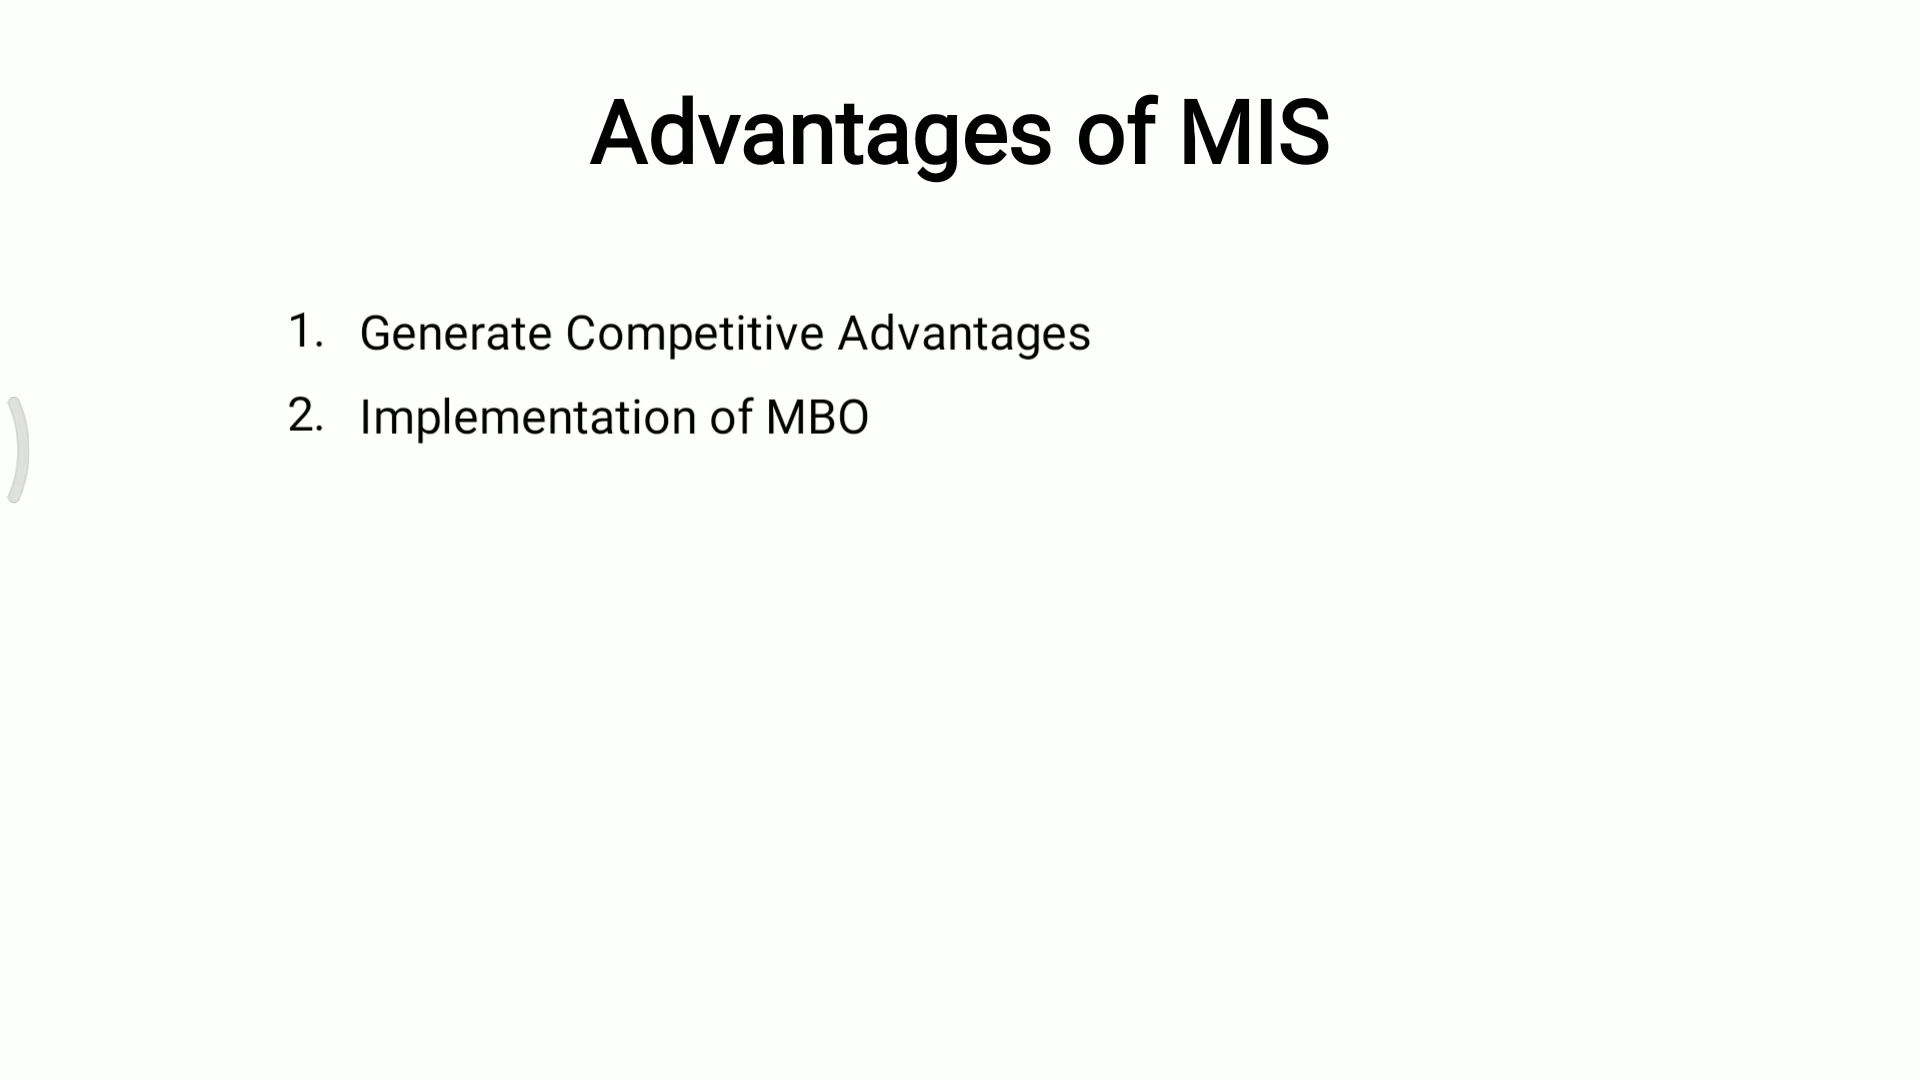 Advantages of MIS
1. Generate Competitive Advantages
2. Implementation of MBO